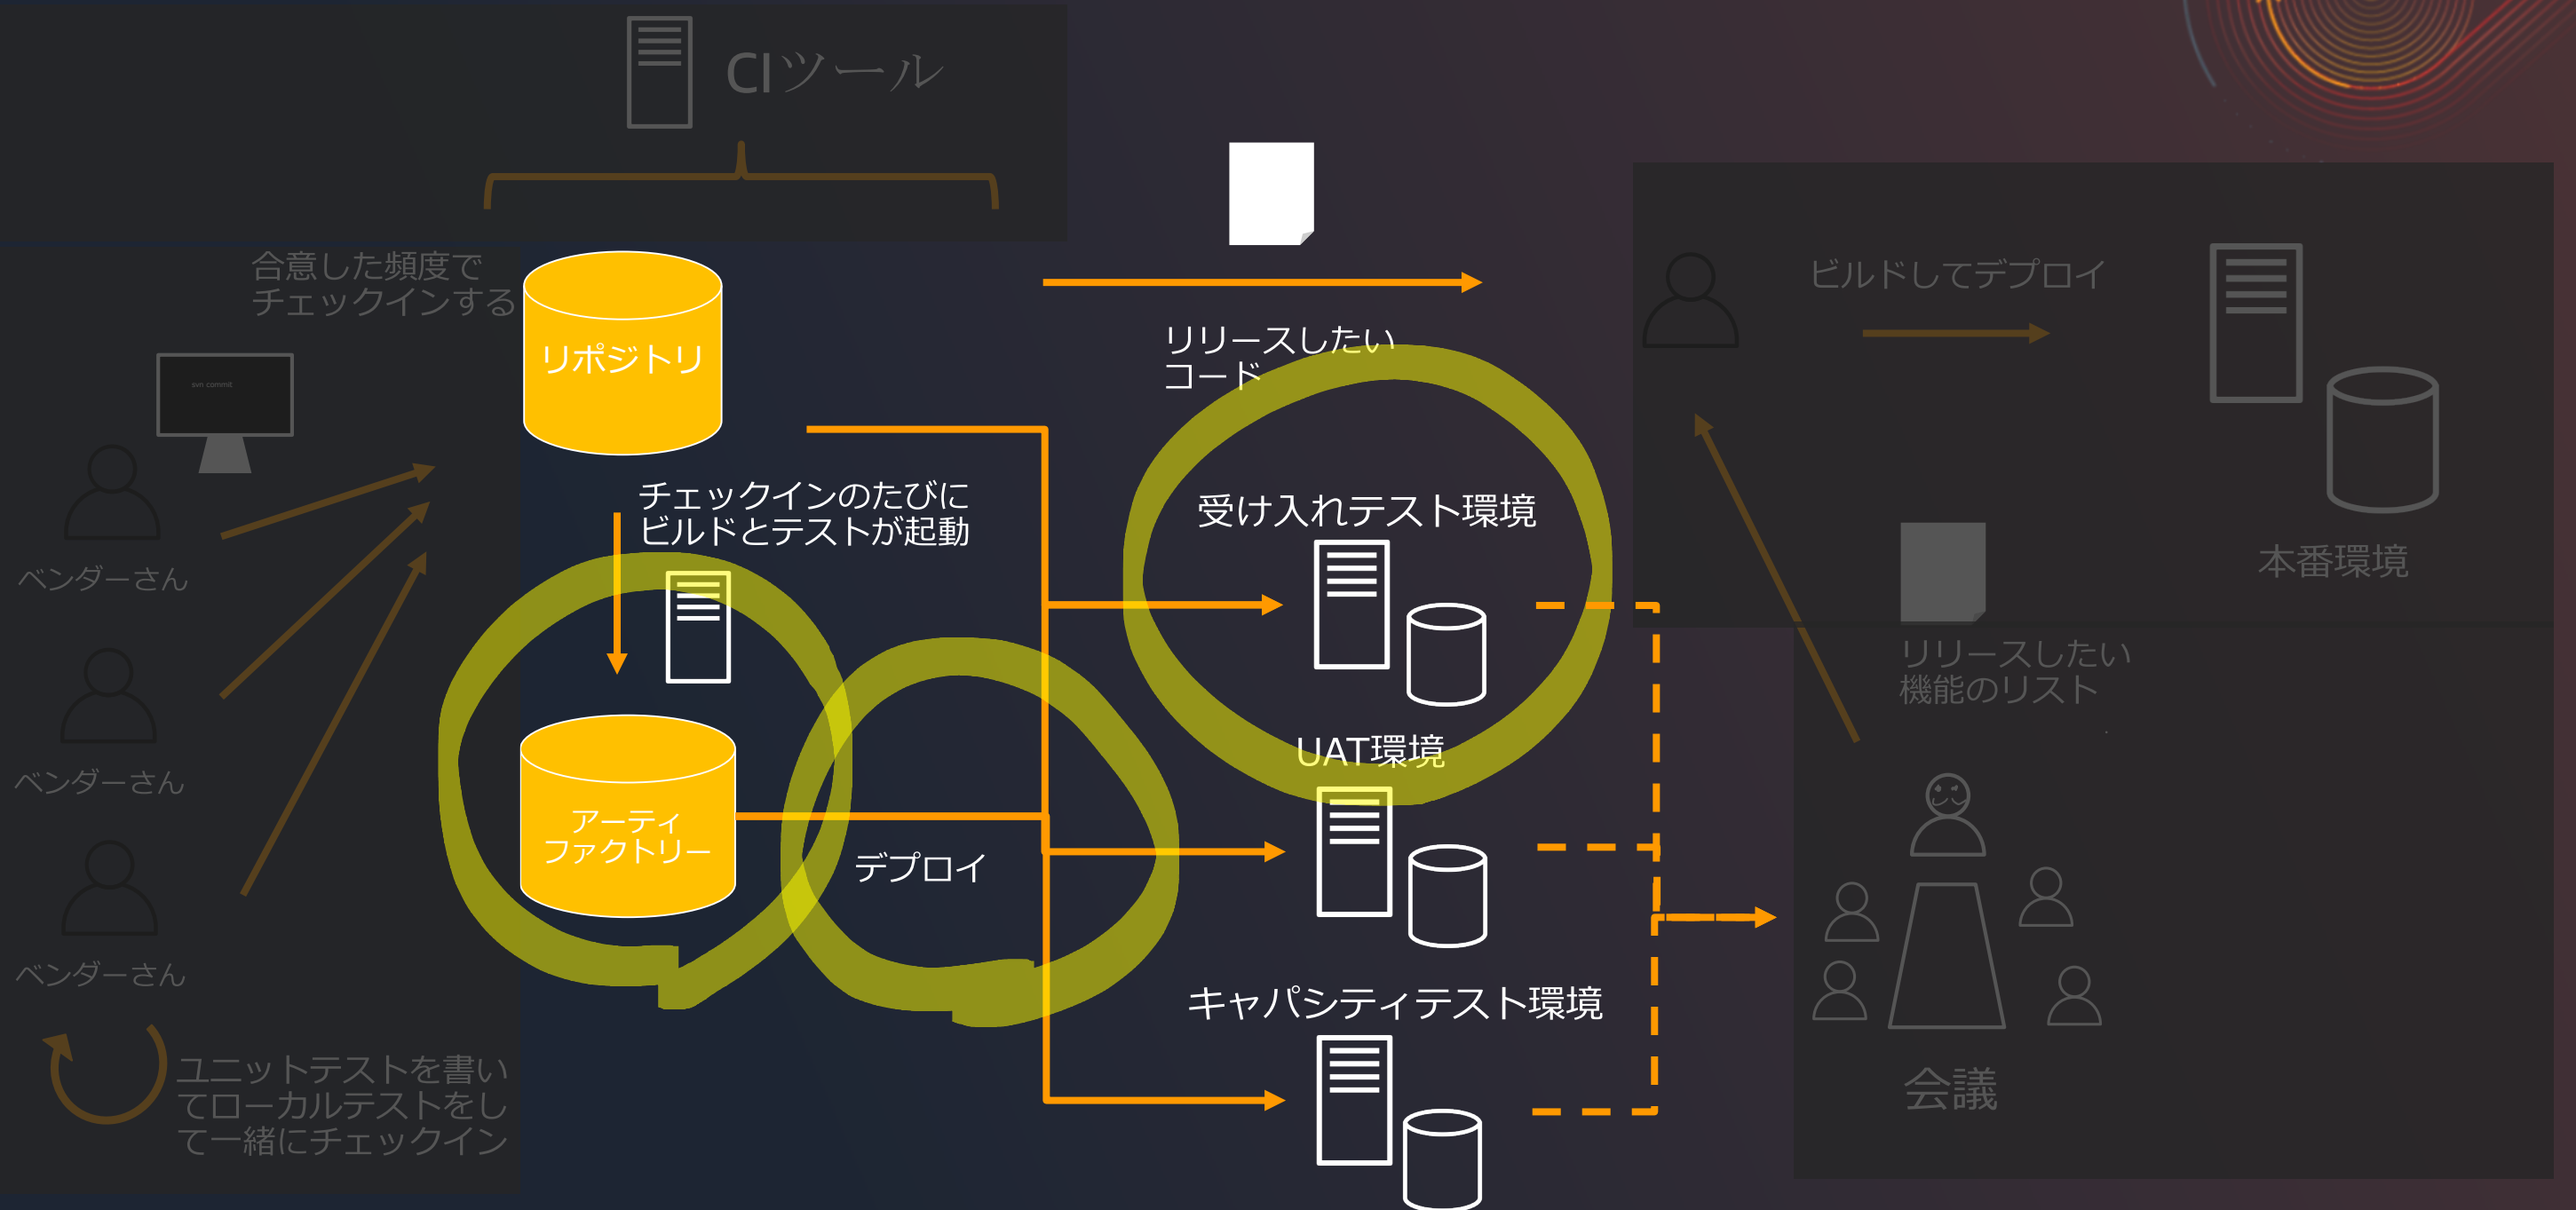 CIツール
合意した頻度で
チェックインする
svn commit
ベンダーさん
ベンダーさん
ベンダーさん
ユニットテストを書い
てローカルテストをし
て一緒にチェックイン
リポジトリ
チェックインのたびに
ビルドとテストが起動
アーティ
ファクトリー
デプロイ
リリースしたい
コード
受け入れテスト環境
UAT環境
キャパシティテスト環境
ビルドしてデプロイ
本番環境
リリースしたい
機能のリスト
会議